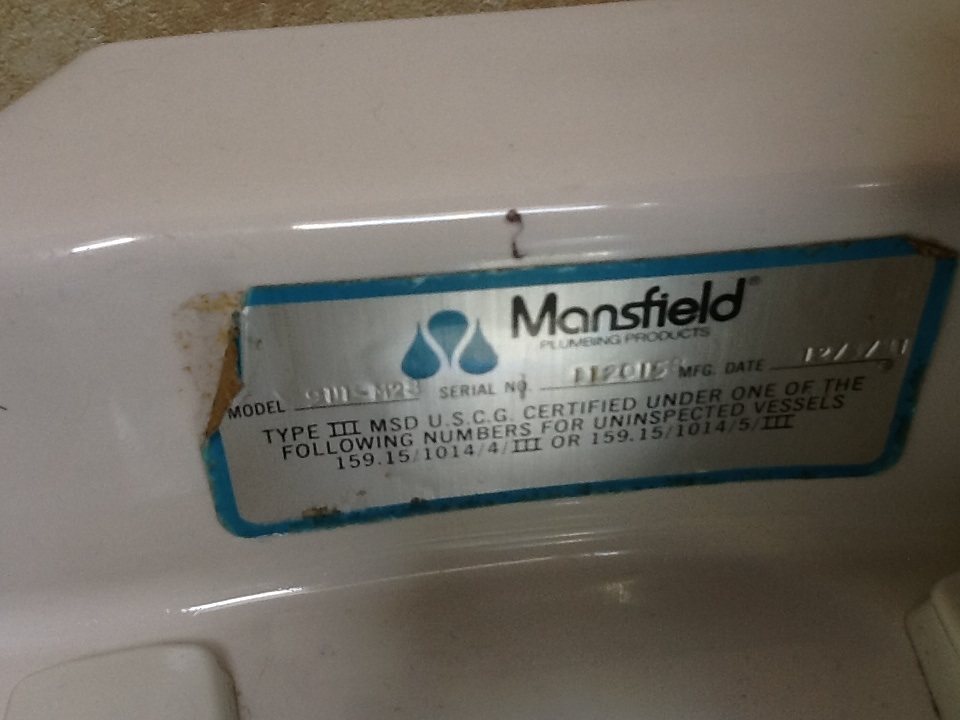 Mansfield®
PLUMBING PRODUCTS
MODEL SERIAL NO. MFG. DATE
TYPE III MSD U.S.C.G. CERTIFIED UNDER ONE OF THE
FOLLOWING NUMBERS FOR UNINSPECTED VESSELS
159.15/1014/4/III OR 159.15/1014/5/III